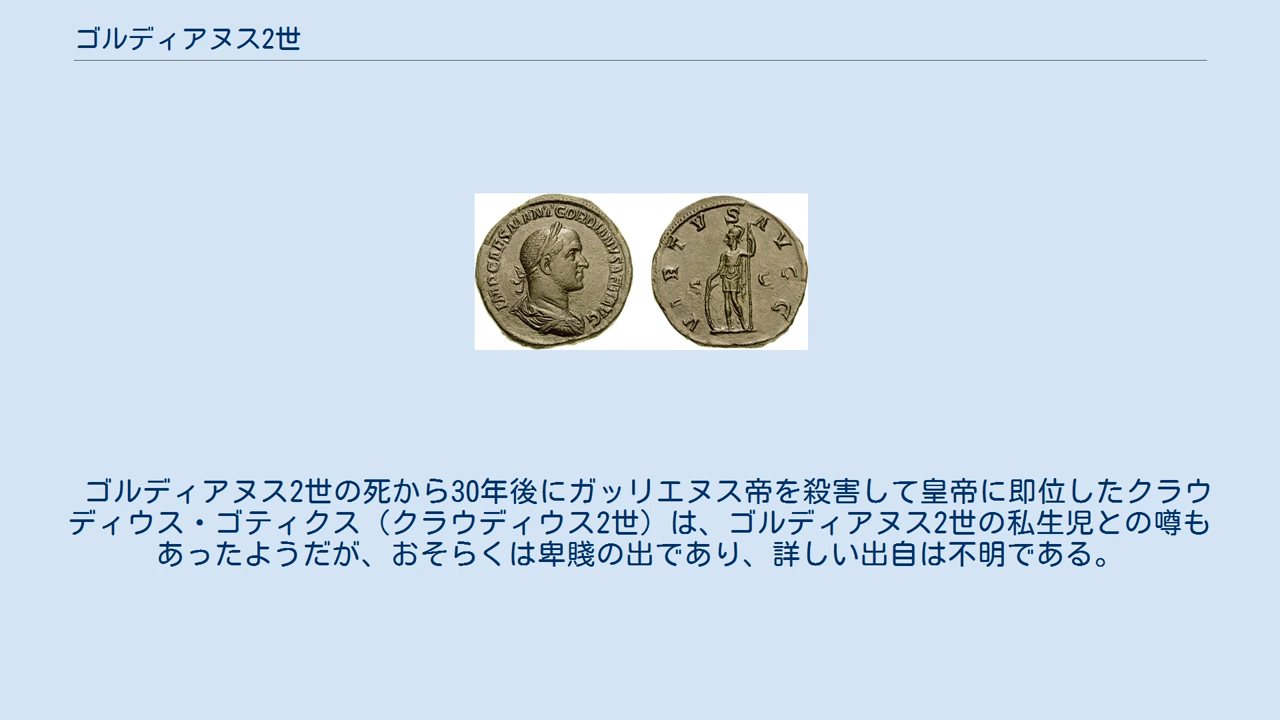 ゴルディアヌス2世
IMP CAES M ANT GORDIANVS AFR AVG
VIRTVS AVGG
S C
ゴルディアヌス2世の死から30年後にガッリエヌス帝を殺害して皇帝に即位したクラウ
ディウス・ゴティクス（クラウディウス2世）は、ゴルディアヌス2世の私生児との噂も
あったようだが、おそらくは卑賤の出であり、詳しい出自は不明である。